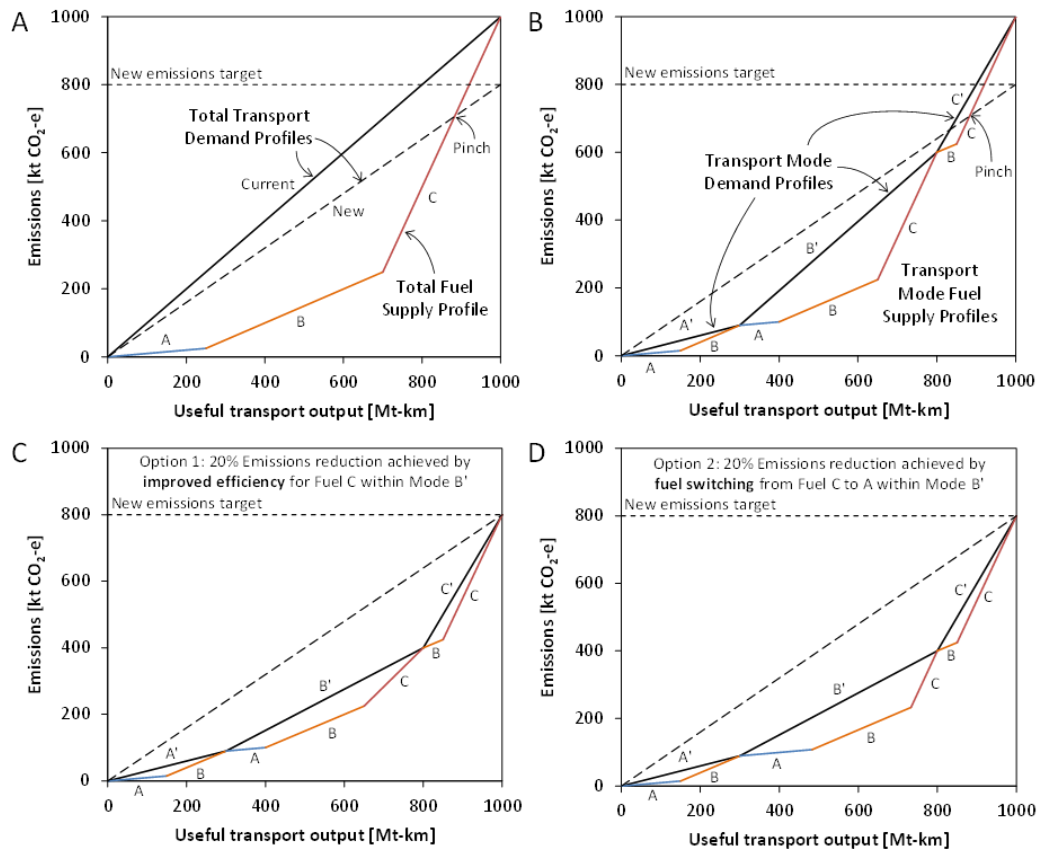 A
1000
800
600
400
200
0
Emissions [kt CO2-e]
New emissions target
Total Transport
Demand Profiles
Current
New
Pinch
C
Total Fuel
Supply Profile
B
A
0 200 400 600 800 1000
Useful transport output [Mt-km]
B
1000
800
600
400
200
0
Emissions [kt CO2-e]
New emissions target
C'
Transport Mode
Demand Profiles
B
C
Pinch
B'
C
Transport
Mode Fuel
Supply Profiles
A'
B
A
B
A
0 200 400 600 800 1000
Useful transport output [Mt-km]
C
1000
800
600
400
200
0
Emissions [kt CO2-e]
Option 1: 20% Emissions reduction achieved by
improved efficiency for Fuel C within Mode B'
New emissions target
C'
C
B'
B
C
A'
B
A
B
A
0 200 400 600 800 1000
Useful transport output [Mt-km]
D
1000
800
600
400
200
0
Emissions [kt CO2-e]
Option 2: 20% Emissions reduction achieved by
fuel switching from Fuel C to A within Mode B'
New emissions target
C'
C
B'
B
C
A'
B
A
B
A
0 200 400 600 800 1000
Useful transport output [Mt-km]